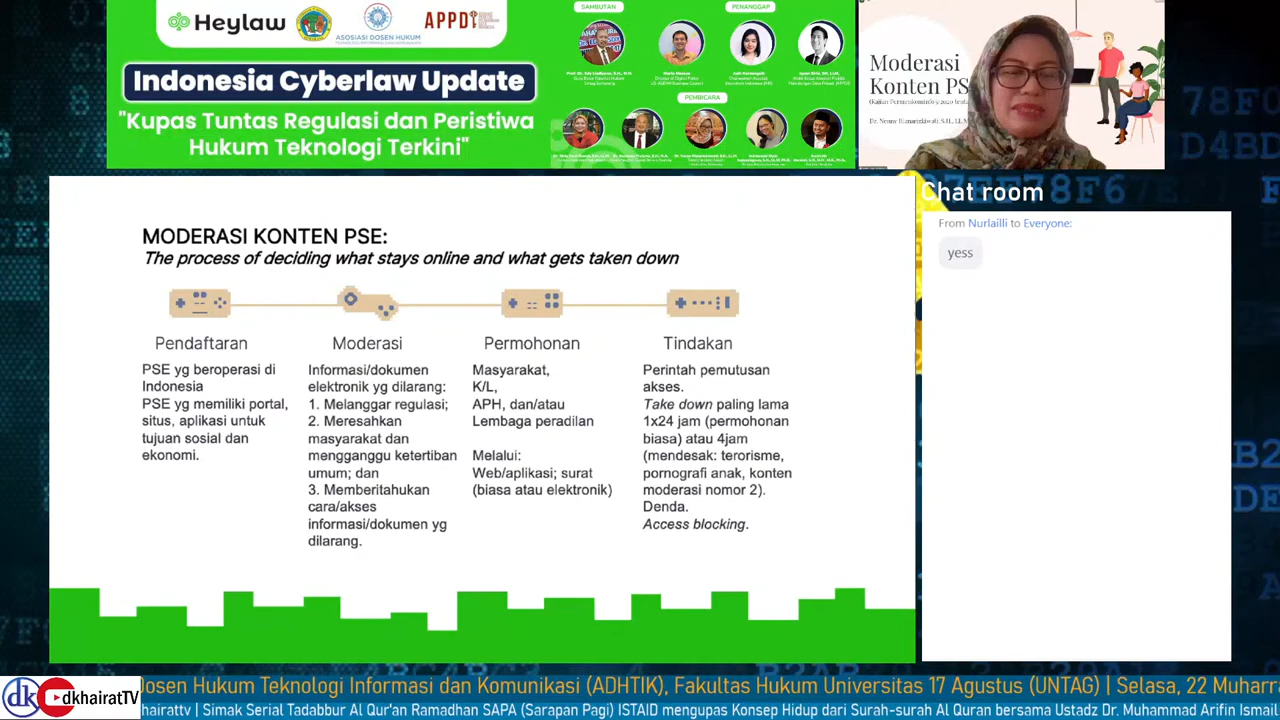 Heylaw
ASOSIASI DOSEN HUKUM
APPDI
Indonesia Cyberlaw Update
"Kupas Tuntas Regulasi dan Peristiwa
Hukum Teknologi Terkini"
SAMBUTAN
PENANGGAP
PEMBICARA
Moderasi
Konten PS
Chat room
From Nurlailli to Everyone:
yess
MODERASI KONTEN PSE:
The process of deciding what stays online and what gets taken down
Pendaftaran
PSE yg beroperasi di
Indonesia
PSE yg memiliki portal,
situs, aplikasi untuk
tujuan sosial dan
ekonomi.
Moderasi
Informasi/dokumen
elektronik yg dilarang:
1. Melanggar regulasi;
2. Meresahkan
masyarakat dan
mengganggu ketertiban
umum; dan
3. Memberitahukan
cara/akses
informasi/dokumen yg
dilarang.
Permohonan
Masyarakat,
K/L,
APH, dan/atau
Lembaga peradilan
Melalui:
Web/aplikasi; surat
(biasa atau elektronik)
Tindakan
Perintah pemutusan
akses.
Take down paling lama
1x24 jam (permohonan
biasa) atau 4jam
(mendesak: terorisme,
pornografi anak, konten
moderasi nomor 2).
Denda.
Access blocking.
dk dkhairatTV
Dosen Hukum Teknologi Informasi dan Komunikasi (ADHTIK), Fakultas Hukum Universitas 17 Agustus (UNTAG) | Selasa, 22 Muharra
hairattv | Simak Serial Tadabbur Al Qur'an Ramadhan SAPA (Sarapan Pagi) ISTAID mengupas Konsep Hidup dari Surah-surah Al Quran bersama Ustadz Dr. Muhammad Arifin Ismail